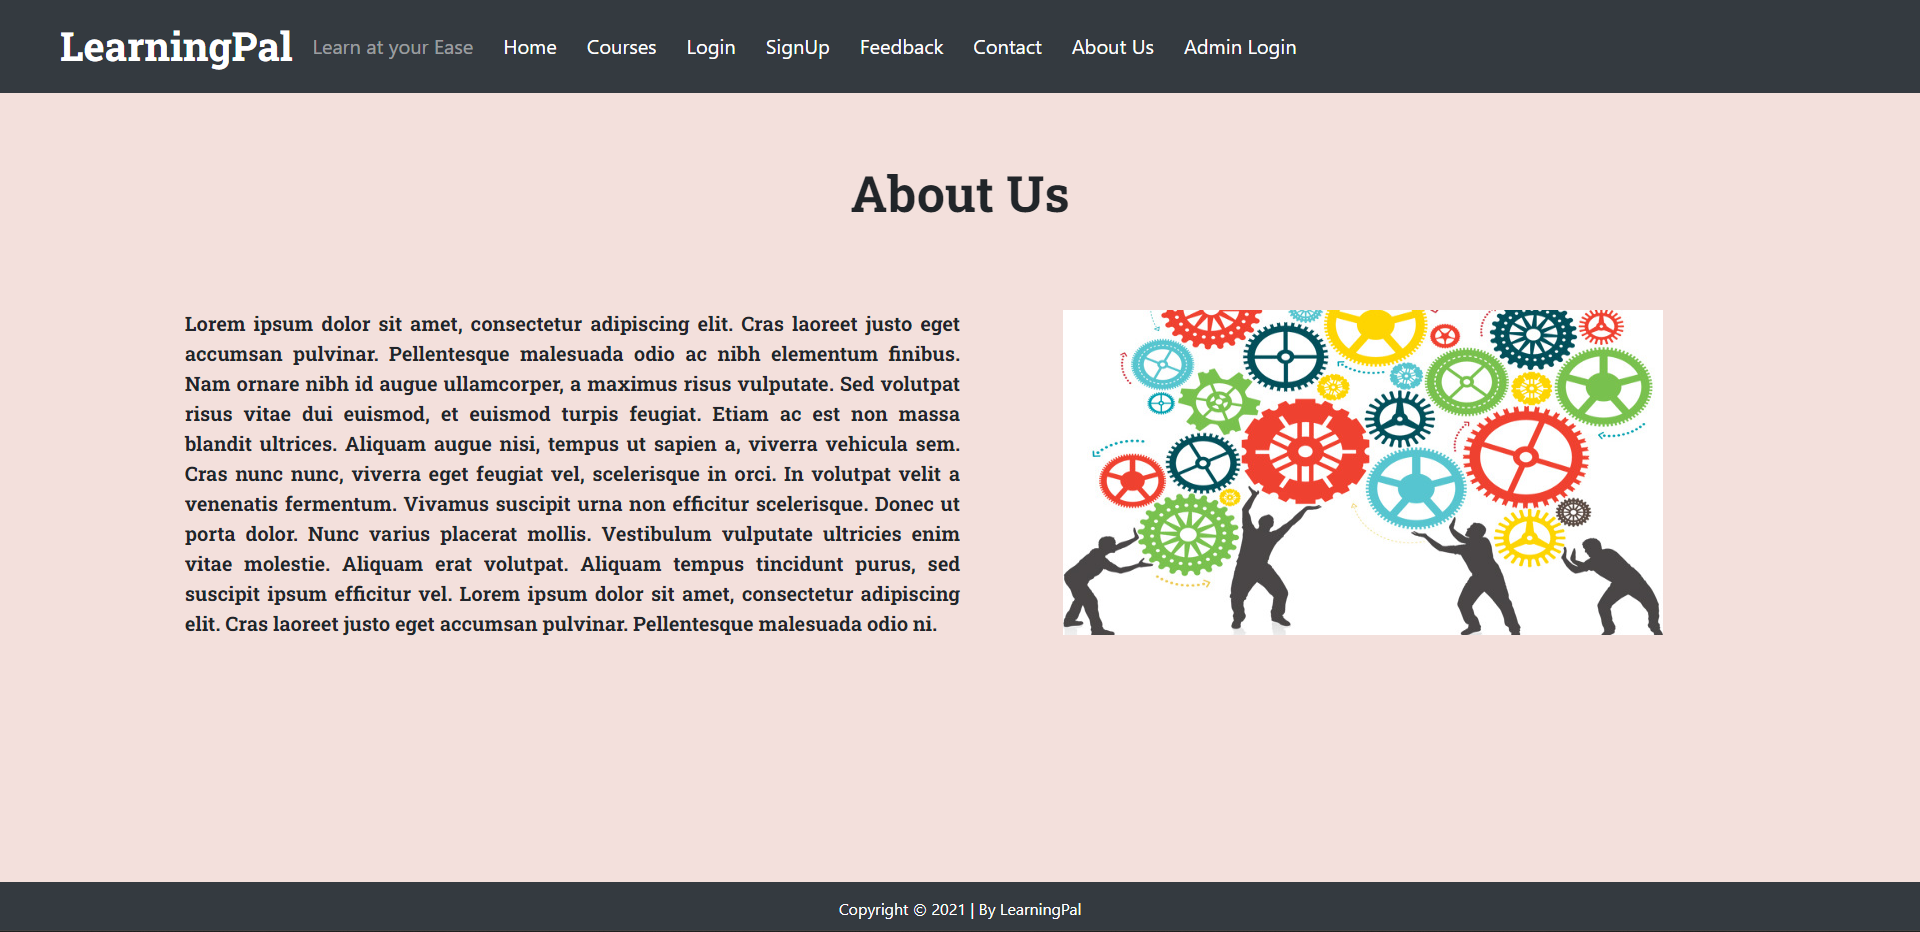 LearningPal Learn at your Ease Home Courses Login SignUp Feedback Contact About Us Admin Login
About Us
Lorem ipsum dolor sit amet, consectetur adipiscing elit. Cras laoreet justo eget
accumsan pulvinar. Pellentesque malesuada odio ac nibh elementum finibus.
Nam ornare nibh id augue ullamcorper, a maximus risus vulputate. Sed volutpat
risus vitae dui euismod, et euismod turpis feugiat. Etiam ac est non massa
blandit ultrices. Aliquam augue nisi, tempus ut sapien a, viverra vehicula sem.
Cras nunc nunc, viverra eget feugiat vel, scelerisque in orci. In volutpat velit a
venenatis fermentum. Vivamus suscipit urna non efficitur scelerisque. Donec ut
porta dolor. Nunc varius placerat mollis. Vestibulum vulputate ultricies enim
vitae molestie. Aliquam erat volutpat. Aliquam tempus tincidunt purus, sed
suscipit ipsum efficitur vel. Lorem ipsum dolor sit amet, consectetur adipiscing
elit. Cras laoreet justo eget accumsan pulvinar. Pellentesque malesuada odio ni.
Copyright © 2021 | By LearningPal